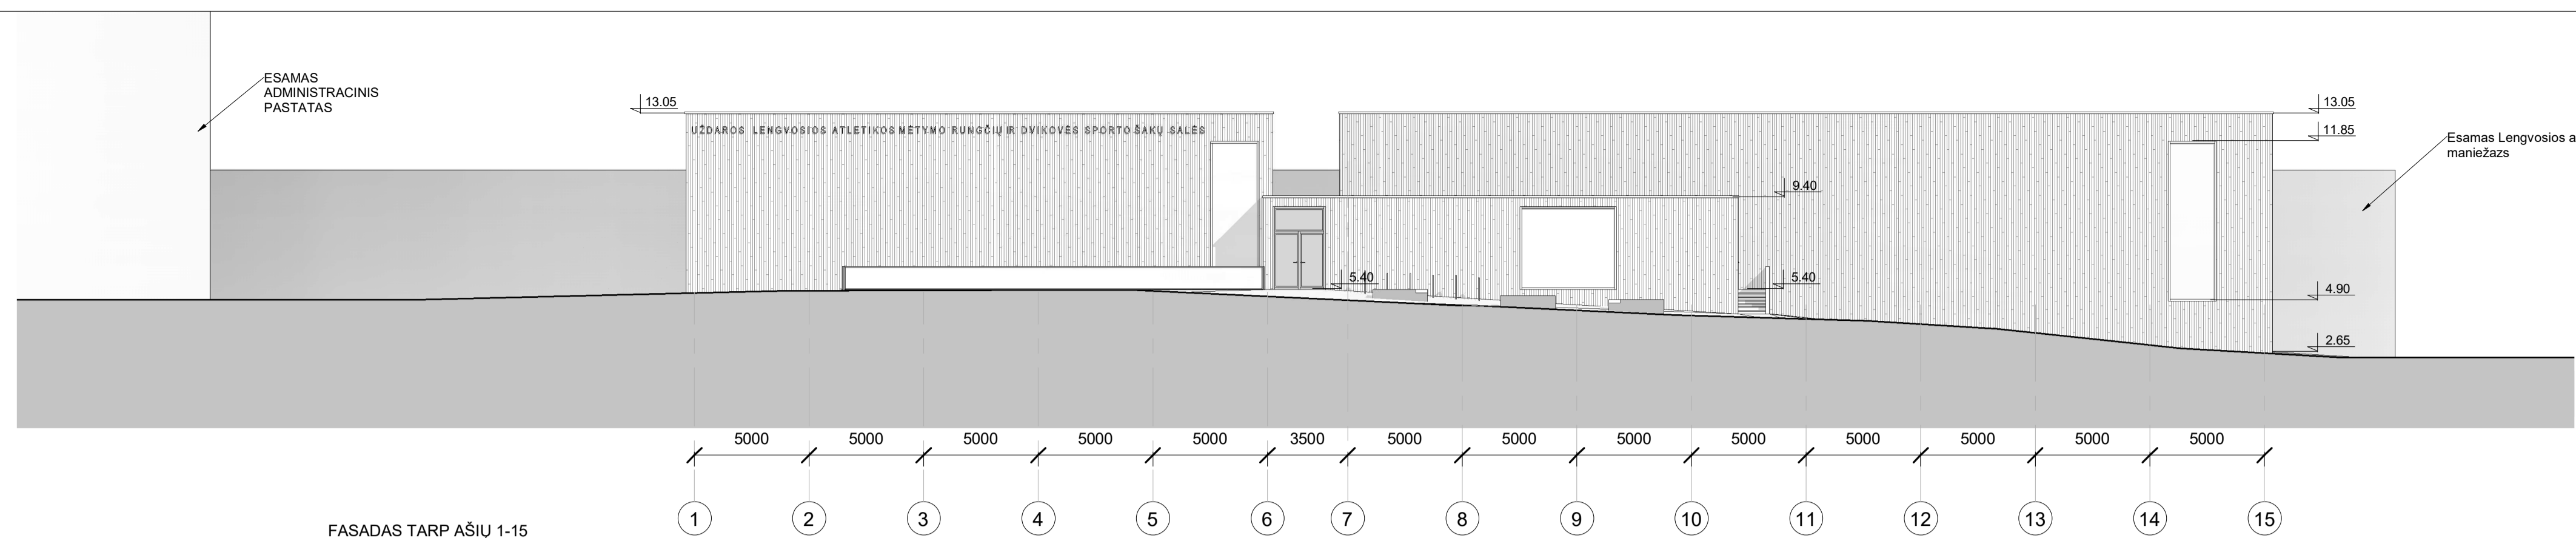 ESAMAS
ADMINISTRACINIS
PASTATAS
13.05
13.05
UŽDAROS LENGVOSIOS ATLETIKOS MĖTYMO RUNGČIŲ IR DVIKOVĖS SPORTO ŠAKŲ SALĖS
11.85
Esamas Lengvosios a
maniežazs
9.40
5.40
5.40
4.90
2.65
5000 5000 5000 5000 5000 3500 5000 5000 5000 5000 5000 5000 5000 5000
1 2 3 4 5 6 7 8 9 10 11 12 13 14 15
FASADAS TARP AŠIŲ 1-15